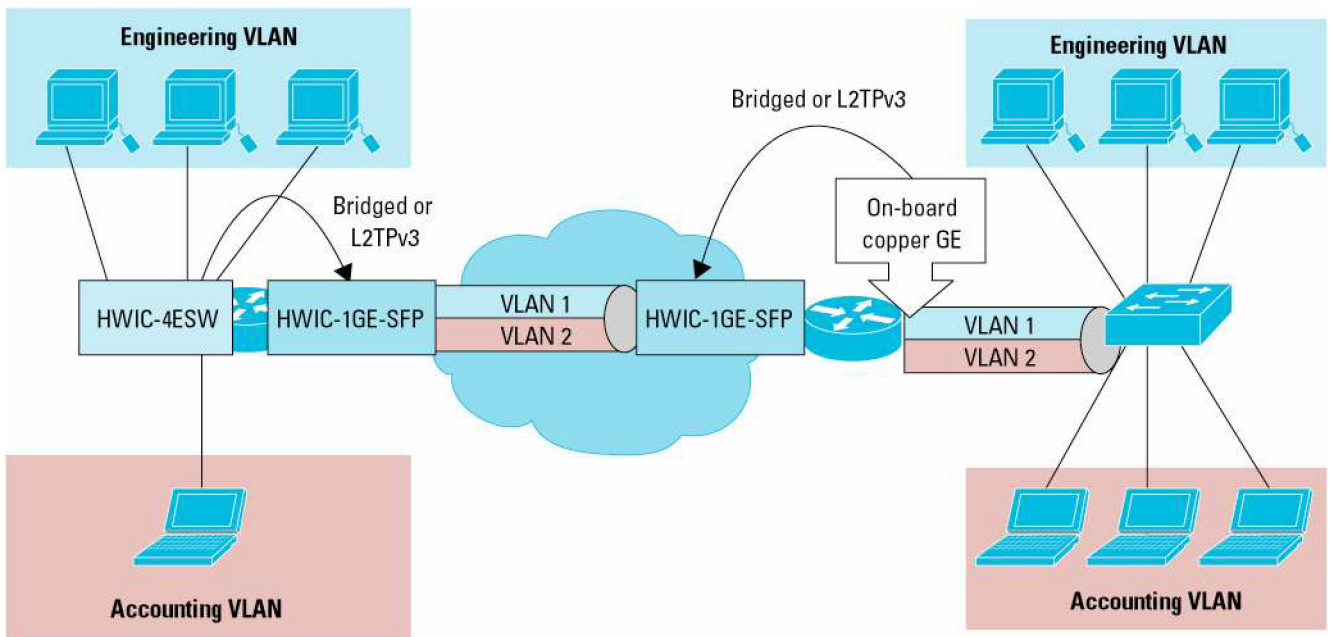 Engineering VLAN
Engineering VLAN
Bridged or L2TPv3
Bridged or
L2TPv3
On-board
copper GE
HWIC-4ESW
HWIC-1GE-SFP
VLAN 1
VLAN 2
HWIC-1GE-SFP
VLAN 1
VLAN 2
Accounting VLAN
Accounting VLAN